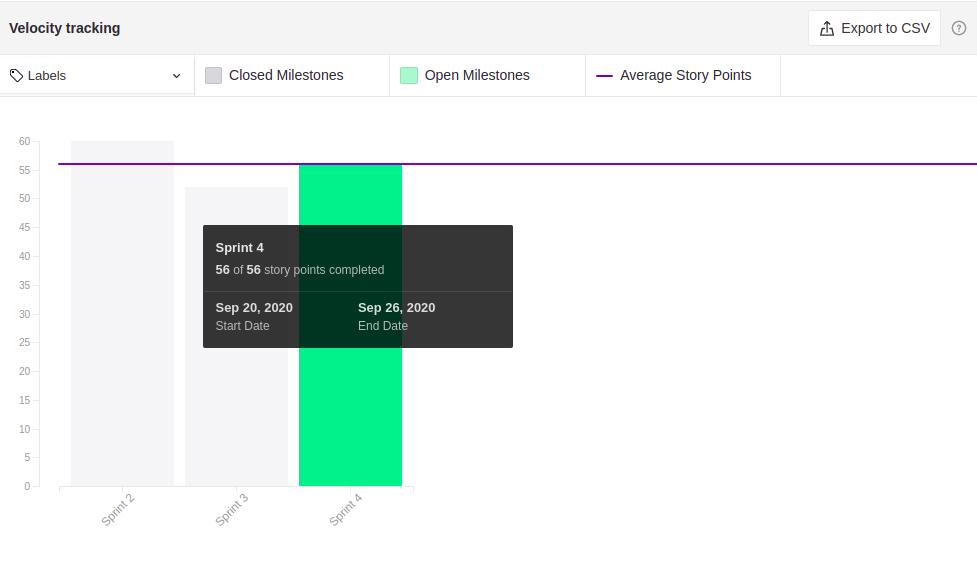 Velocity tracking
Export to CSV
Labels
Closed Milestones
Open Milestones
Average Story Points
60
55
50
45
40
35
30
25
20
15
10
5
0
Sprint 4
56 of 56 story points completed
Sep 20, 2020 Sep 26, 2020
Start Date End Date
Sprint 2
Sprint 3
Sprint 4